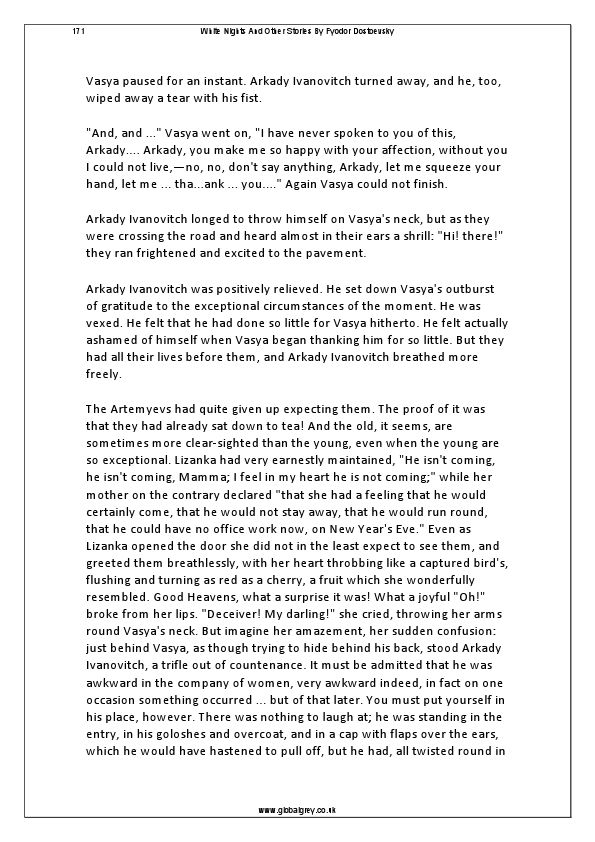 171
White Nights And Other Stories By Fyodor Dostoevsky
Vasya paused for an instant. Arkady Ivanovitch turned away, and he, too,
wiped away a tear with his fist.
"And, and ..." Vasya went on, "I have never spoken to you of this,
Arkady.... Arkady, you make me so happy with your affection, without you
I could not live,—no, no, don't say anything, Arkady, let me squeeze your
hand, let me ... tha...ank ... you...." Again Vasya could not finish.
Arkady Ivanovitch longed to throw himself on Vasya's neck, but as they
were crossing the road and heard almost in their ears a shrill: "Hi! there!"
they ran frightened and excited to the pavement.
Arkady Ivanovitch was positively relieved. He set down Vasya's outburst
of gratitude to the exceptional circumstances of the moment. He was
vexed. He felt that he had done so little for Vasya hitherto. He felt actually
ashamed of himself when Vasya began thanking him for so little. But they
had all their lives before them, and Arkady Ivanovitch breathed more
freely.
The Artemyevs had quite given up expecting them. The proof of it was
that they had already sat down to tea! And the old, it seems, are
sometimes more clear-sighted than the young, even when the young are
so exceptional. Lizanka had very earnestly maintained, "He isn't coming,
he isn't coming, Mamma; I feel in my heart he is not coming;" while her
mother on the contrary declared "that she had a feeling that he would
certainly come, that he would not stay away, that he would run round,
that he could have no office work now, on New Year's Eve." Even as
Lizanka opened the door she did not in the least expect to see them, and
greeted them breathlessly, with her heart throbbing like a captured bird's,
flushing and turning as red as a cherry, a fruit which she wonderfully
resembled. Good Heavens, what a surprise it was! What a joyful "Oh!"
broke from her lips. "Deceiver! My darling!" she cried, throwing her arms
round Vasya's neck. But imagine her amazement, her sudden confusion:
just behind Vasya, as though trying to hide behind his back, stood Arkady
Ivanovitch, a trifle out of countenance. It must be admitted that he was
awkward in the company of women, very awkward indeed, in fact on one
occasion something occurred ... but of that later. You must put yourself in
his place, however. There was nothing to laugh at; he was standing in the
entry, in his goloshes and overcoat, and in a cap with flaps over the ears,
which he would have hastened to pull off, but he had, all twisted round in
www.globalgrey.co.uk